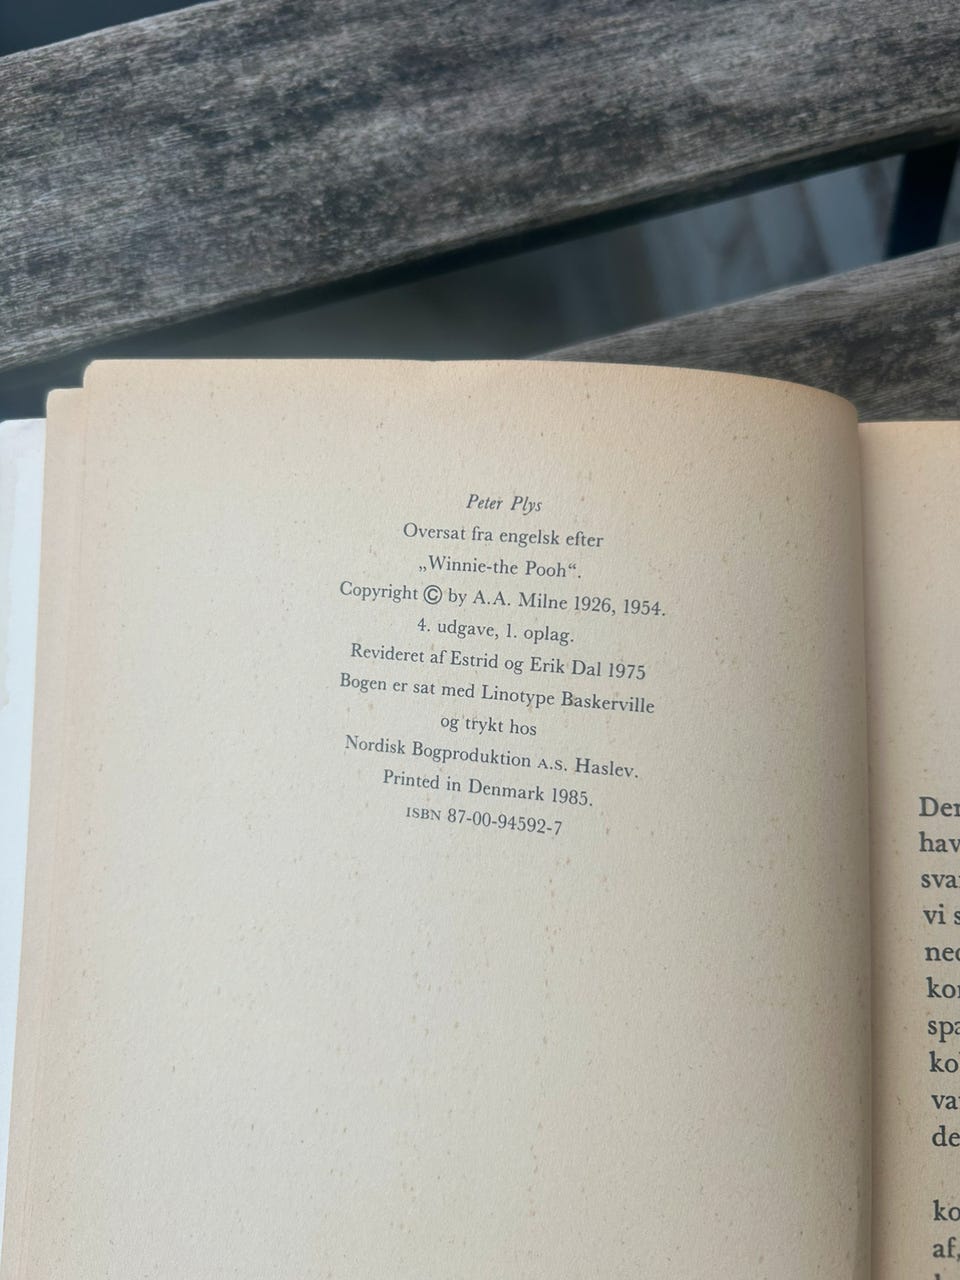 Peter Plys
Oversat fra engelsk efter
„Winnie-the Pooh“.
Copyright © by A.A. Milne 1926, 1954.
4. udgave, 1. oplag.
Revideret af Estrid og Erik Dal 1975
Bogen er sat med Linotype Baskerville
og trykt hos
Nordisk Bogproduktion A.S. Haslev.
Printed in Denmark 1985.
ISBN 87-00-94592-7
vi
af,